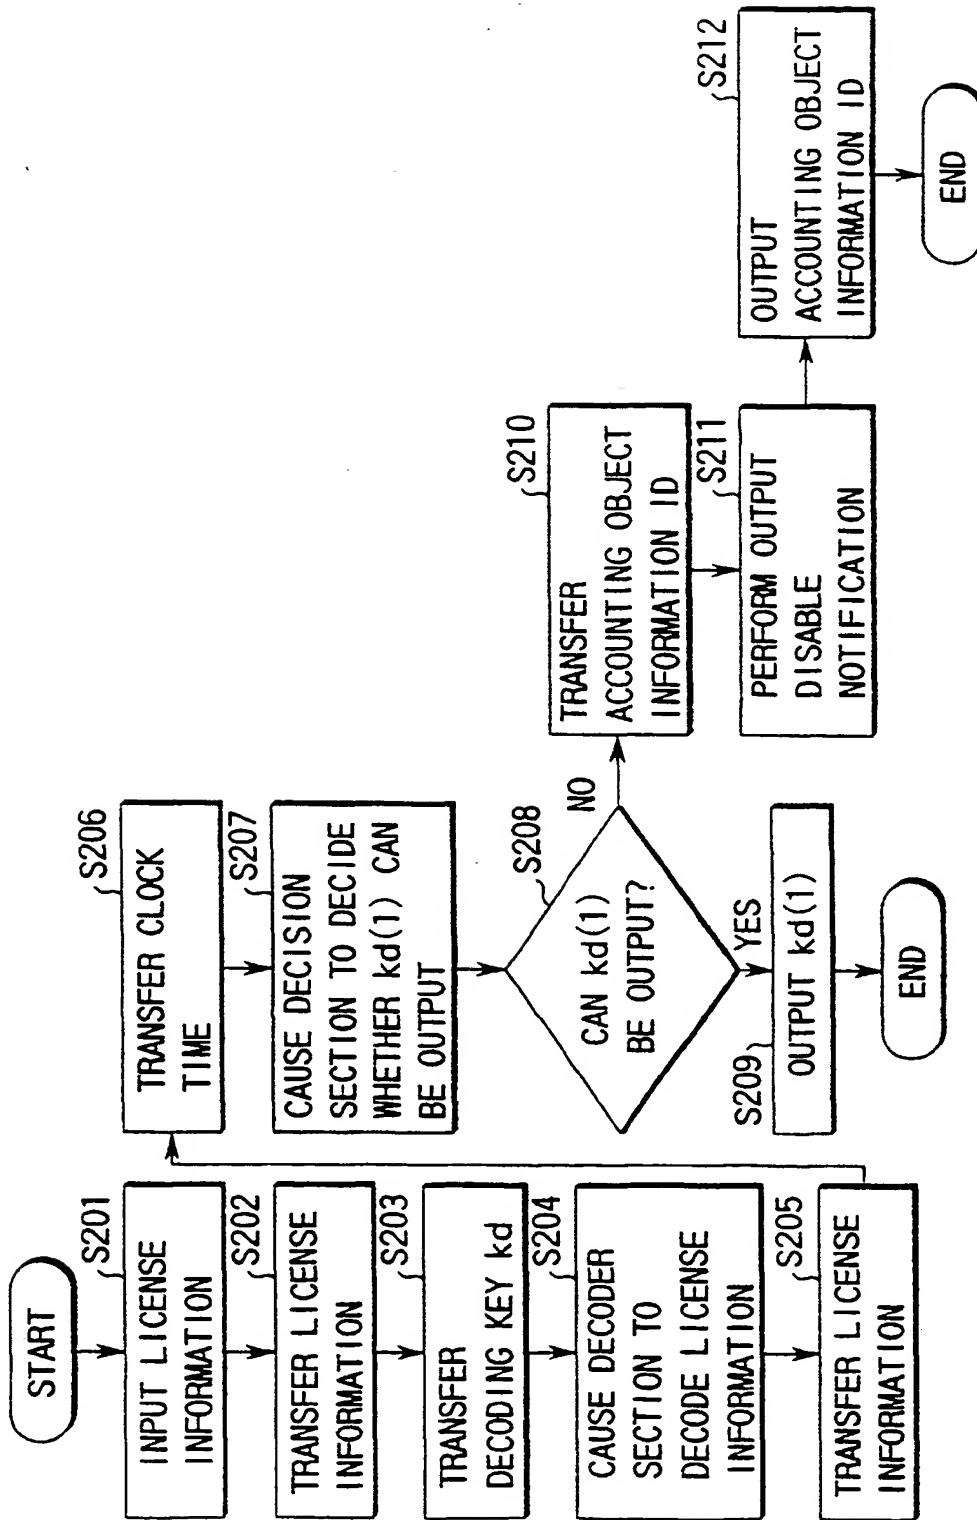 START
S201
INPUT LICENSE
INFORMATION
S202
TRANSFER LICENSE
INFORMATION
S203
TRANSFER
DECODING KEY kd
S204
CAUSE DECODER
SECTION TO
DECODE LICENSE
INFORMATION
S205
TRANSFER LICENSE
INFORMATION
S206
TRANSFER CLOCK
TIME
S207
CAUSE DECISION
SECTION TO DECIDE
WHETHER kd(1) CAN
BE OUTPUT
S208
CAN kd(1)
BE OUTPUT?
NO
YES
S209
OUTPUT kd(1)
END
S210
TRANSFER
ACCOUNTING OBJECT
INFORMATION ID
S211
PERFORM OUTPUT
DISABLE
NOTIFICATION
S212
OUTPUT
ACCOUNTING OBJECT
INFORMATION ID
END